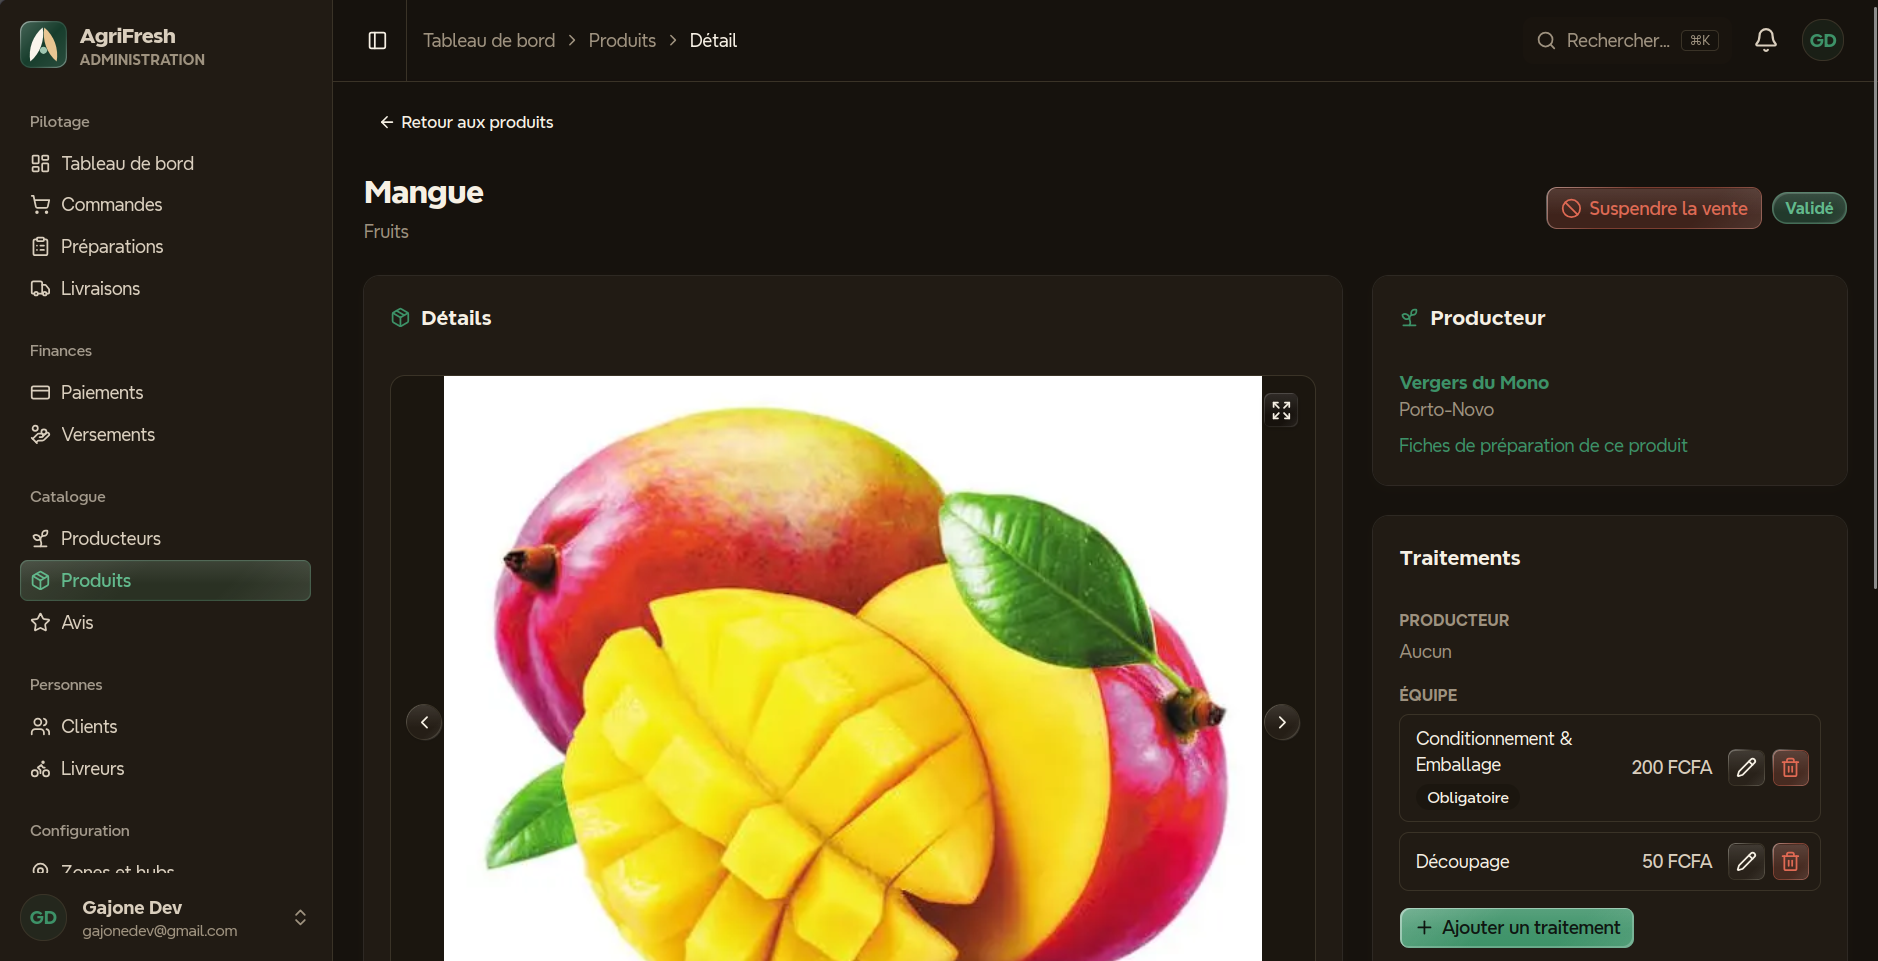 AgriFresh
ADMINISTRATION
Pilotage
Tableau de bord
Commandes
Préparations
Livraisons
Finances
Paiements
Versements
Catalogue
Producteurs
Produits
Avis
Personnes
Clients
Livreurs
Configuration
Zones et hubs
GD
Gajone Dev
gajonedev@gmail.com
Tableau de bord > Produits > Détail
Rechercher... ⌘K
GD
← Retour aux produits
Mangue
Fruits
Suspendre la vente
Validé
Détails
Producteur
Vergers du Mono
Porto-Novo
Fiches de préparation de ce produit
Traitements
PRODUCTEUR
Aucun
ÉQUIPE
Conditionnement &
Emballage
200 FCFA
Obligatoire
Découpage
50 FCFA
+ Ajouter un traitement